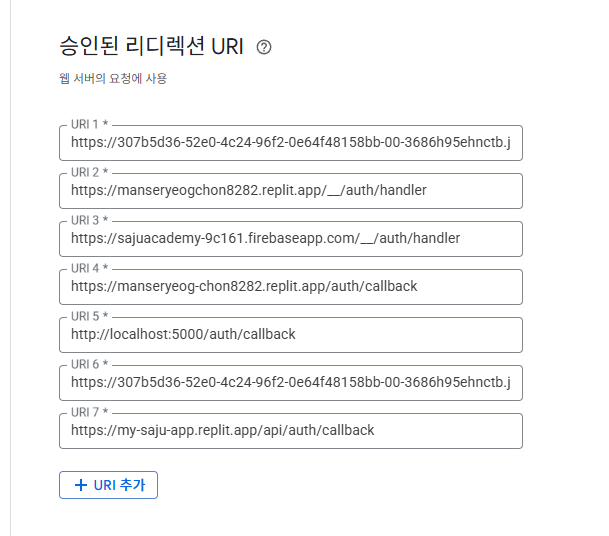 승인된 리디렉션 URI
웹 서버의 요청에 사용
URI 1 *
https://307b5d36-52e0-4c24-96f2-0e64f48158bb-00-3686h95ehnctb.j
URI 2 *
https://manseryeogchon8282.replit.app/__/auth/handler
URI 3 *
https://sajuacademy-9c161.firebaseapp.com/__/auth/handler
URI 4 *
https://manseryeog-chon8282.replit.app/auth/callback
URI 5 *
http://localhost:5000/auth/callback
URI 6 *
https://307b5d36-52e0-4c24-96f2-0e64f48158bb-00-3686h95ehnctb.j
URI 7 *
https://my-saju-app.replit.app/api/auth/callback
+ URI 추가